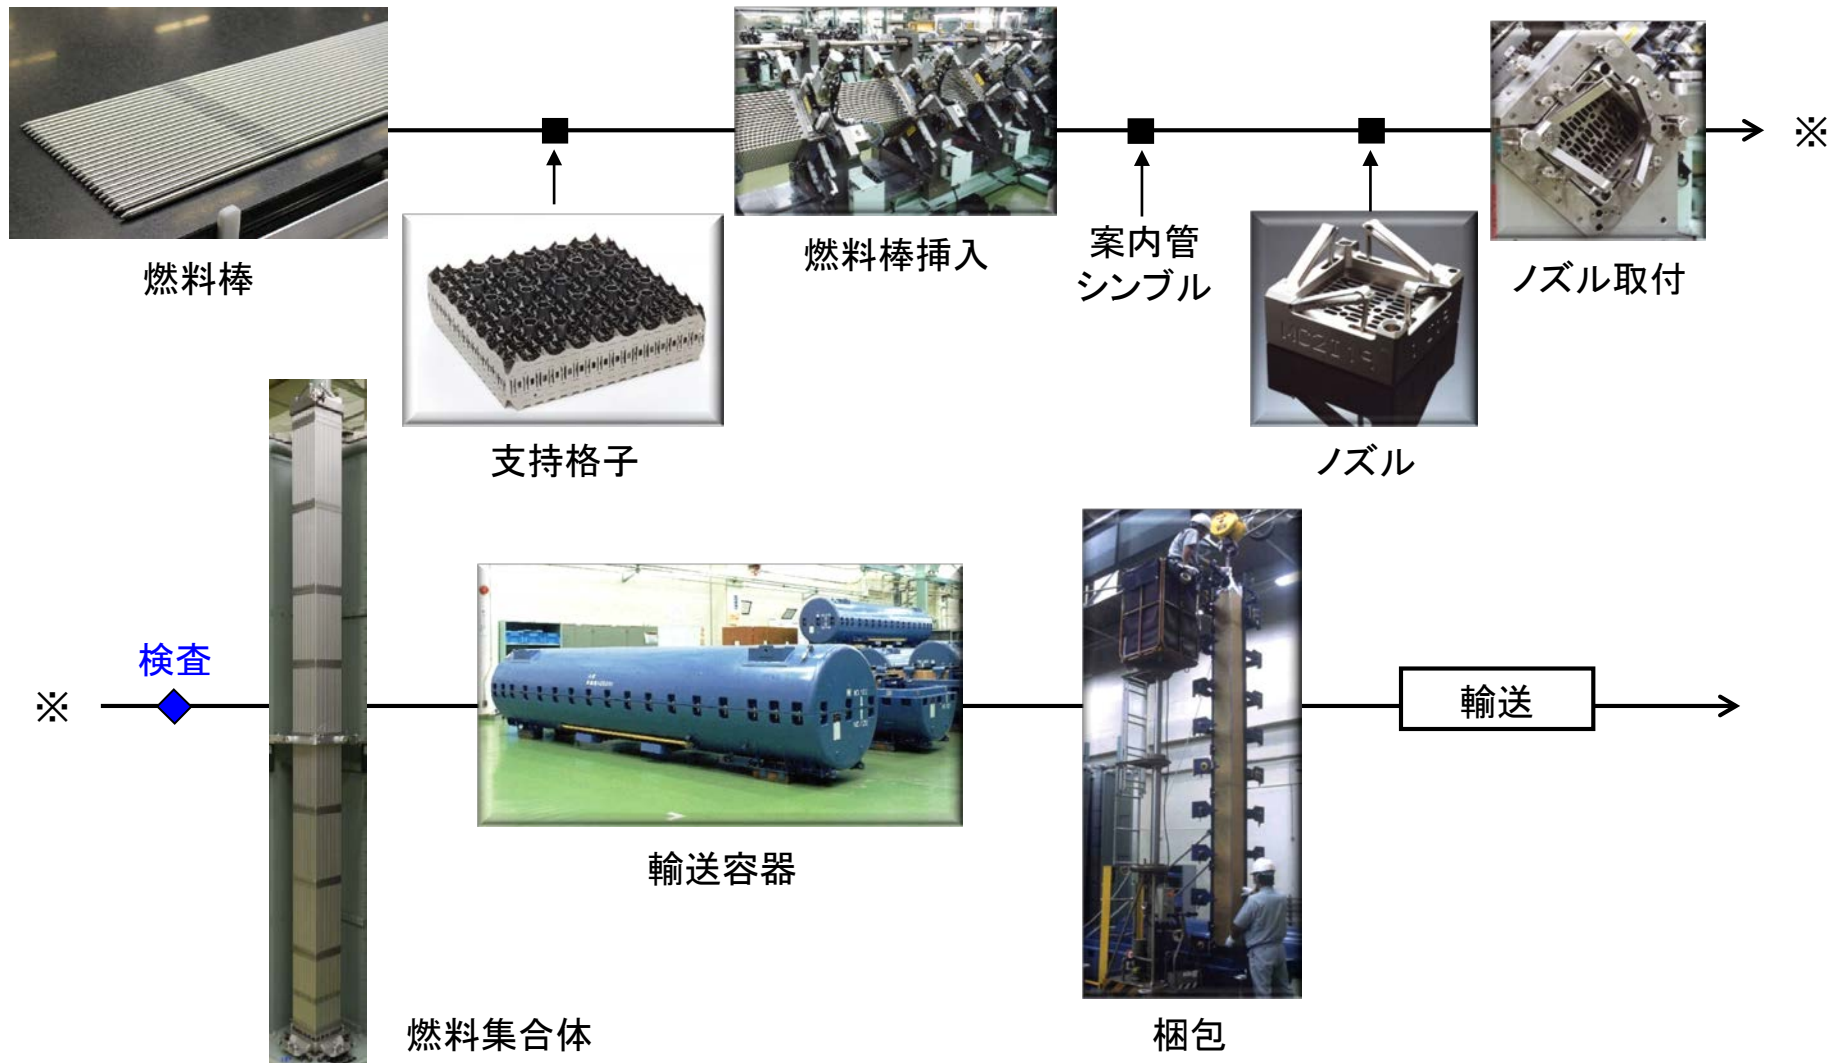 燃料棒
燃料棒挿入
案内管
シンブル
ノズル取付
※
支持格子
ノズル
検査
※
輸送
輸送容器
燃料集合体
梱包